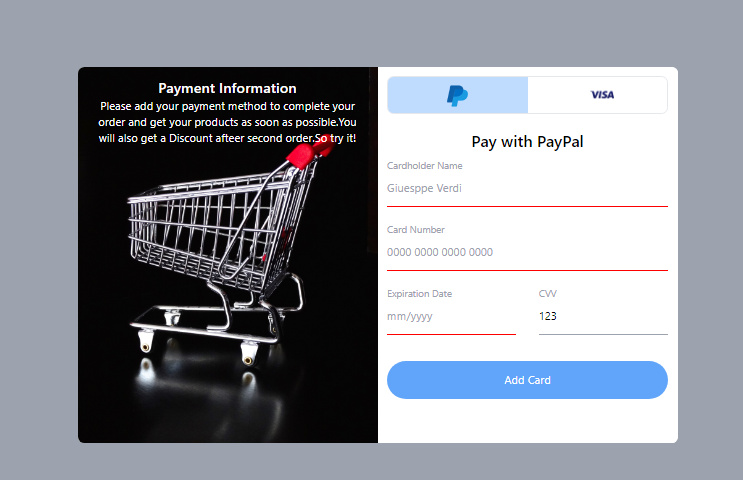 Payment Information
Please add your payment method to complete your
order and get your products as soon as possible.You
will also get a Discount afteer second order.So try it!
VISA
Pay with PayPal
Cardholder Name
Giuesppe Verdi
Card Number
0000 0000 0000 0000
Expiration Date
CVV
mm/yyyy
123
Add Card